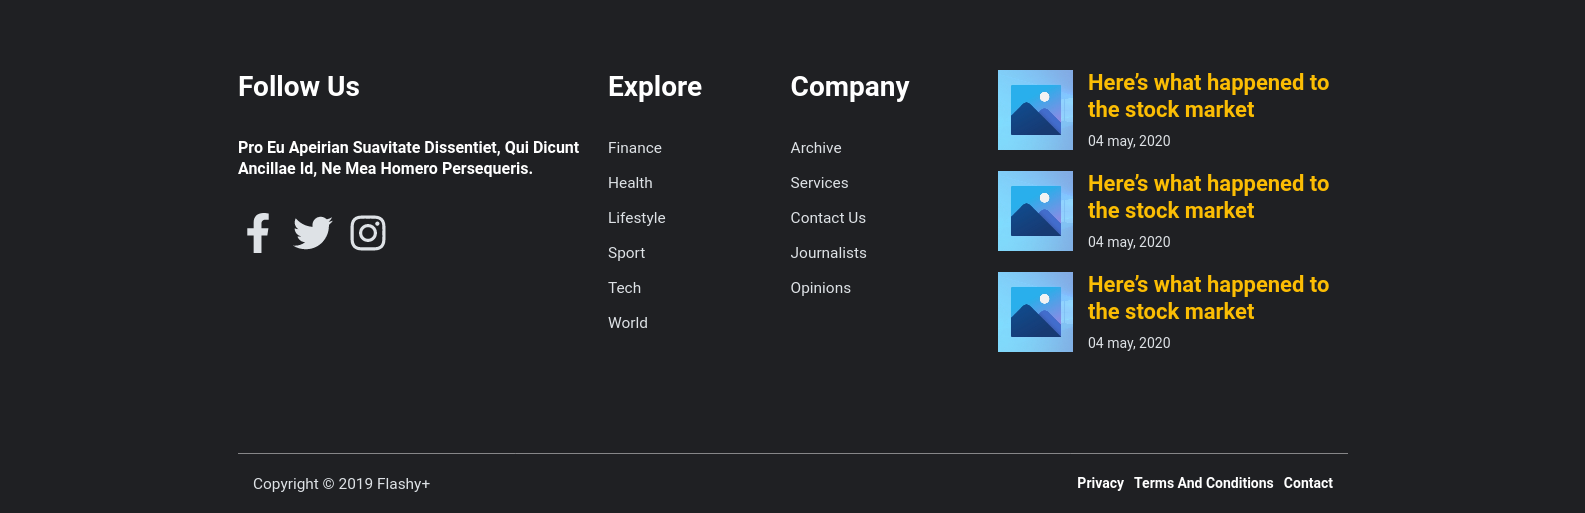 Follow Us
Pro Eu Apeirian Suavitate Dissentiet, Qui Dicunt
Ancillae Id, Ne Mea Homero Persequeris.
Explore
Finance
Health
Lifestyle
Sport
Tech
World
Company
Archive
Services
Contact Us
Journalists
Opinions
Here’s what happened to
the stock market
04 may, 2020
Here’s what happened to
the stock market
04 may, 2020
Here’s what happened to
the stock market
04 may, 2020
Copyright © 2019 Flashy+
Privacy Terms And Conditions Contact